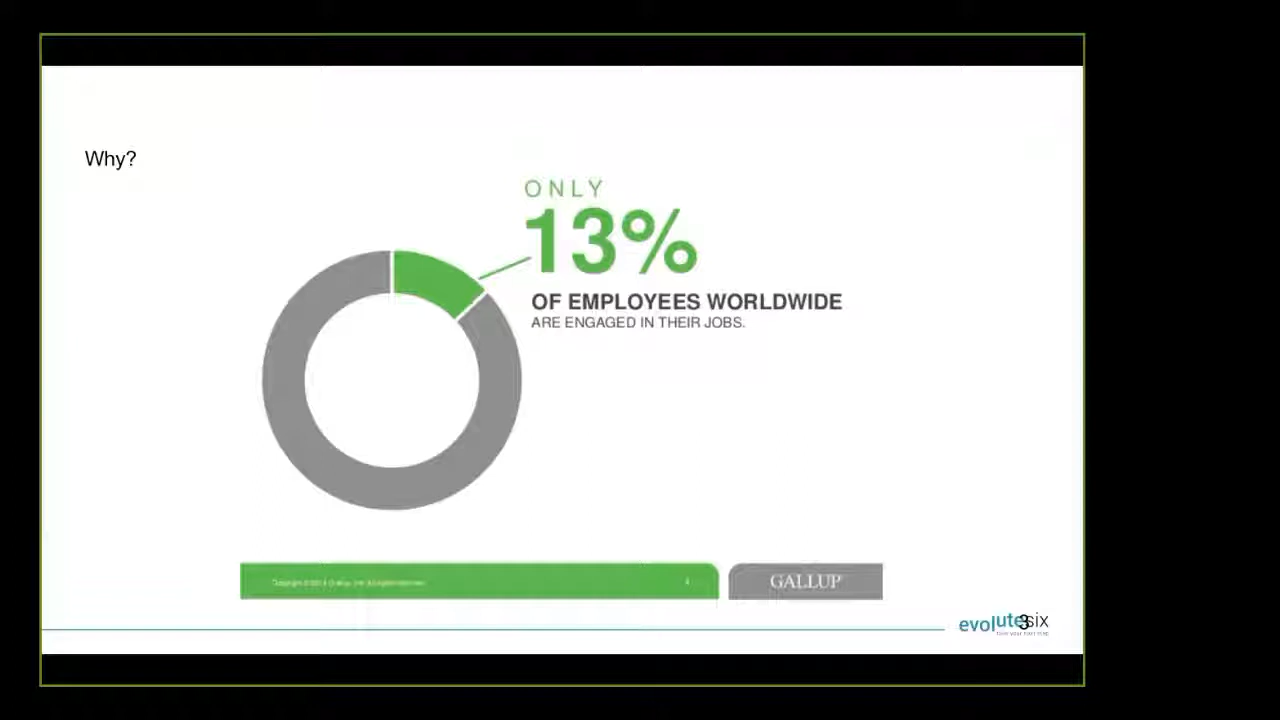 Why?
ONLY
13%
OF EMPLOYEES WORLDWIDE
ARE ENGAGED IN THEIR JOBS.
GALLUP
evolutesix
3